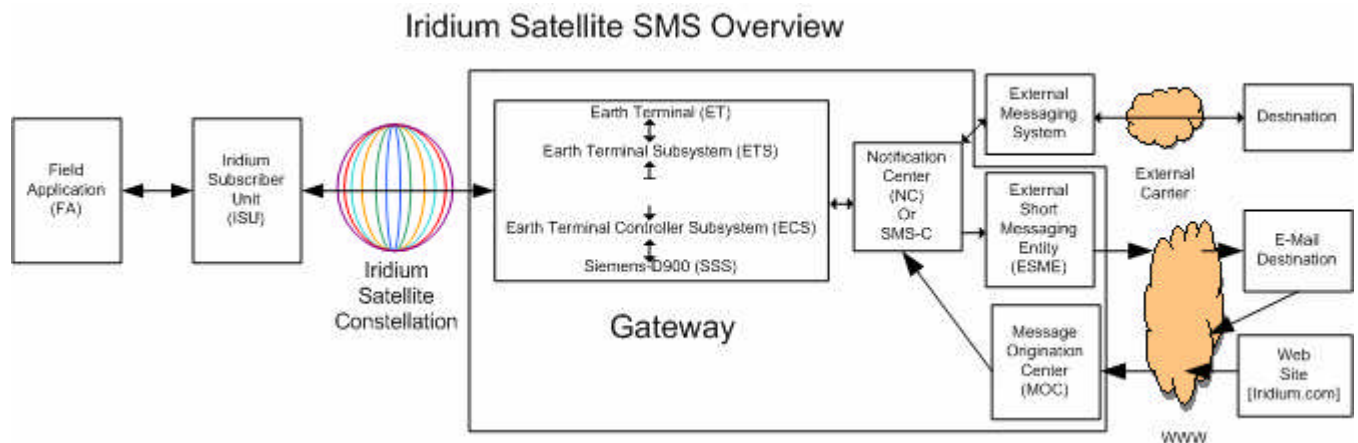 Iridium Satellite SMS Overview
Field
Application
(FA)
Iridium
Subscriber
Unit
(ISU)
Iridium
Satellite
Constellation
Earth Terminal (ET)
Earth Terminal Subsystem (ETS)
Earth Terminal Controller Subsystem (ECS)
Siemens-D900 (SSS)
Gateway
Notification
Center
(NC)
Or
SMS-C
External
Messaging
System
External
Short
Messaging
Entity
(ESME)
Message
Origination
Center
(MOC)
External
Carrier
WWW
Destination
E-Mail
Destination
Web
Site
[Iridium.com]